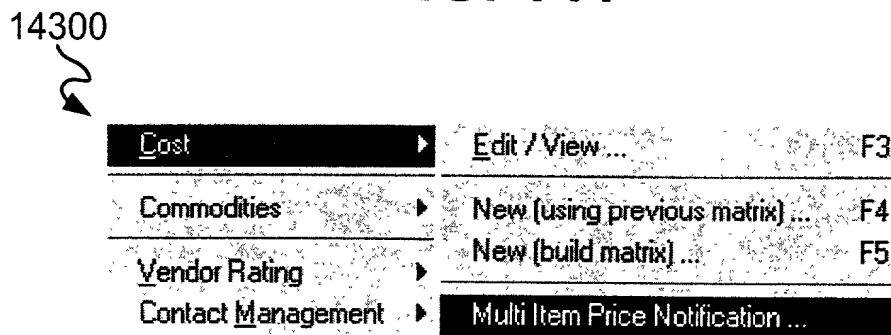 14300
Cost
Edit / View ... F3
Commodities
New (using previous matrix) ... F4
New (build matrix) ... F5
Vendor Rating
Contact Management
Multi Item Price Notification ...